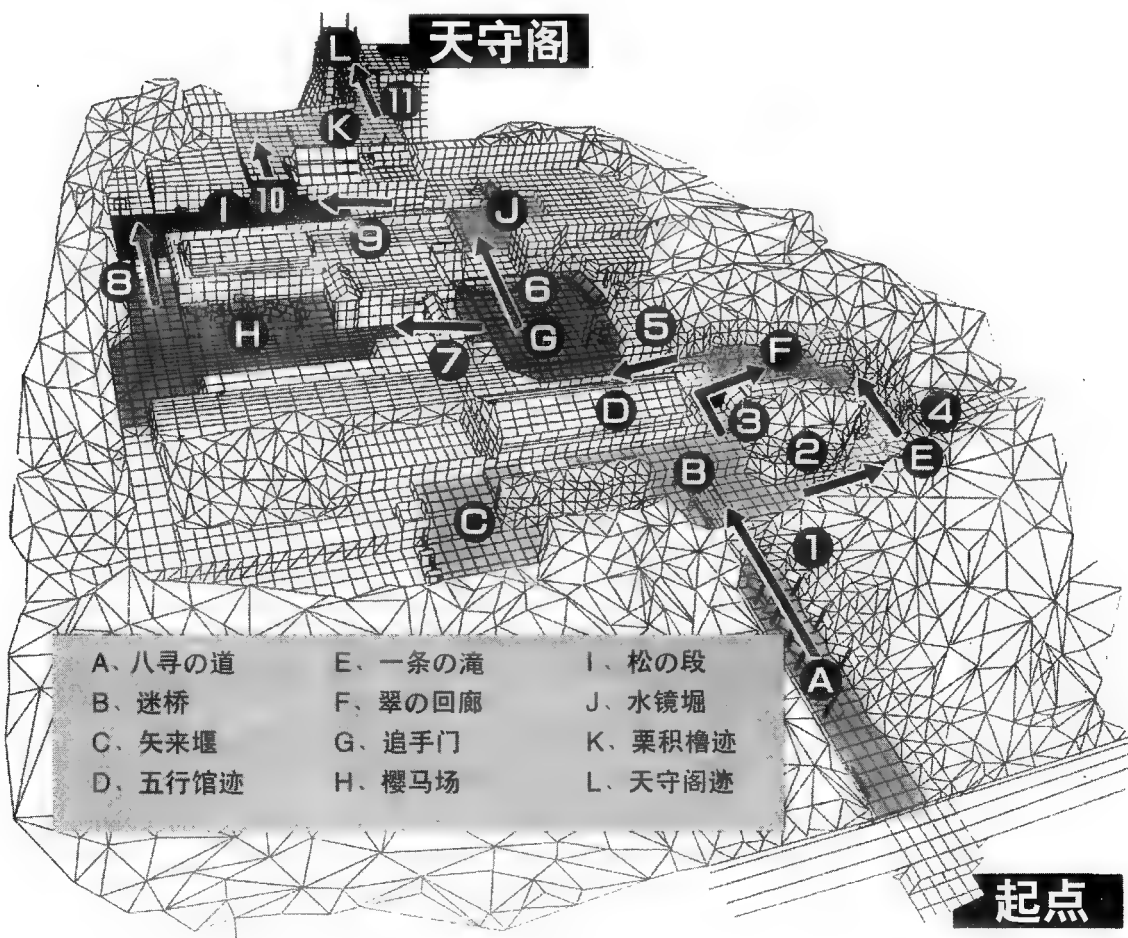 天守阁
L
11
K
10
I
J
9
8
6
H
G
5
7
F
D
3
4
2
B
E
C
1
A
A、八寻の道 E、一条の滝 I、松の段
B、迷桥 F、翠の回廊 J、水镜堀
C、矢来堰 G、追手门 K、栗积橹迹
D、五行馆迹 H、樱马场 L、天守阁迹
起点